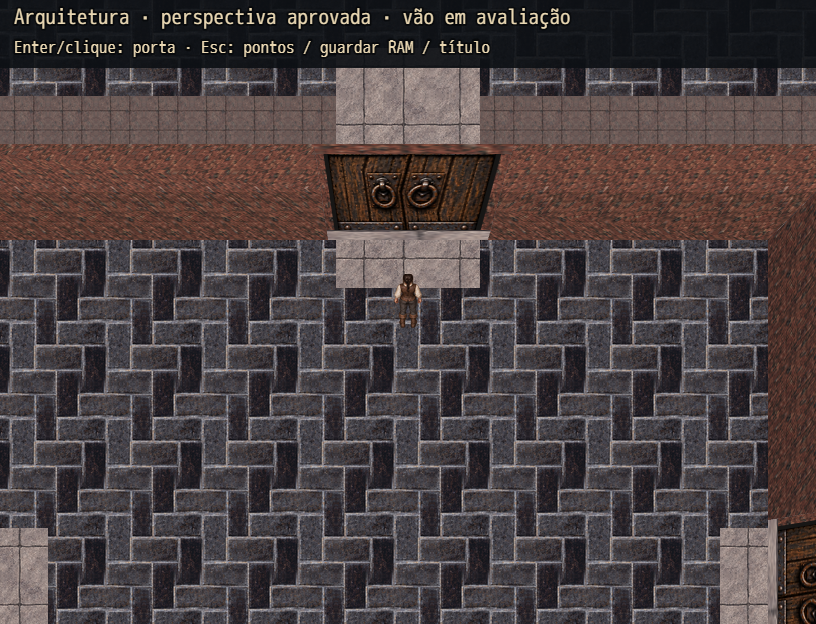 Arquitetura · perspectiva aprovada · vão em avaliação
Enter/clique: porta · Esc: pontos / guardar RAM / título